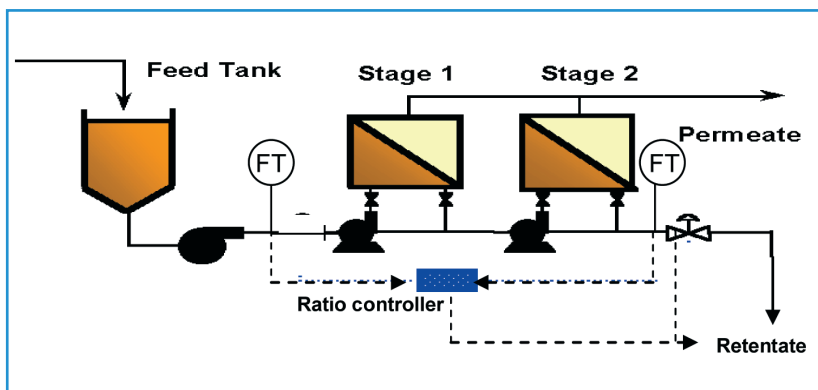 Feed Tank
Stage 1
Stage 2
Permeate
FT
FT
Ratio controller
Retentate